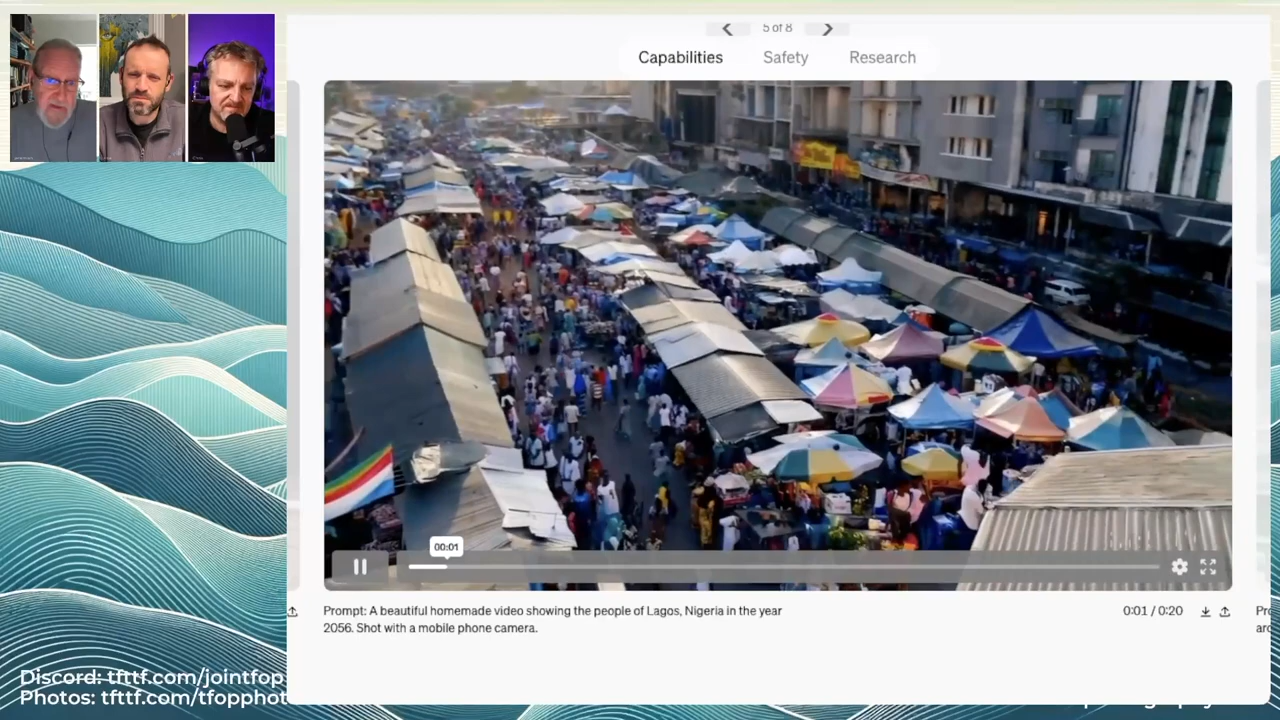 5 of 8
Capabilities Safety Research
00:01
Prompt: A beautiful homemade video showing the people of Lagos, Nigeria in the year
2056. Shot with a mobile phone camera.
0:01 / 0:20
Discord: tfttf.com/jointfop
Photos: tfttf.com/tfopphot